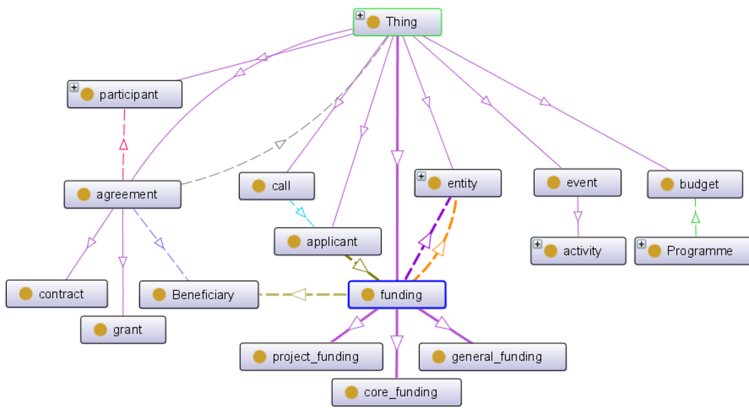 Thing
participant
call
entity
event
budget
agreement
applicant
activity
Programme
contract
Beneficiary
funding
grant
project_funding
general_funding
core_funding